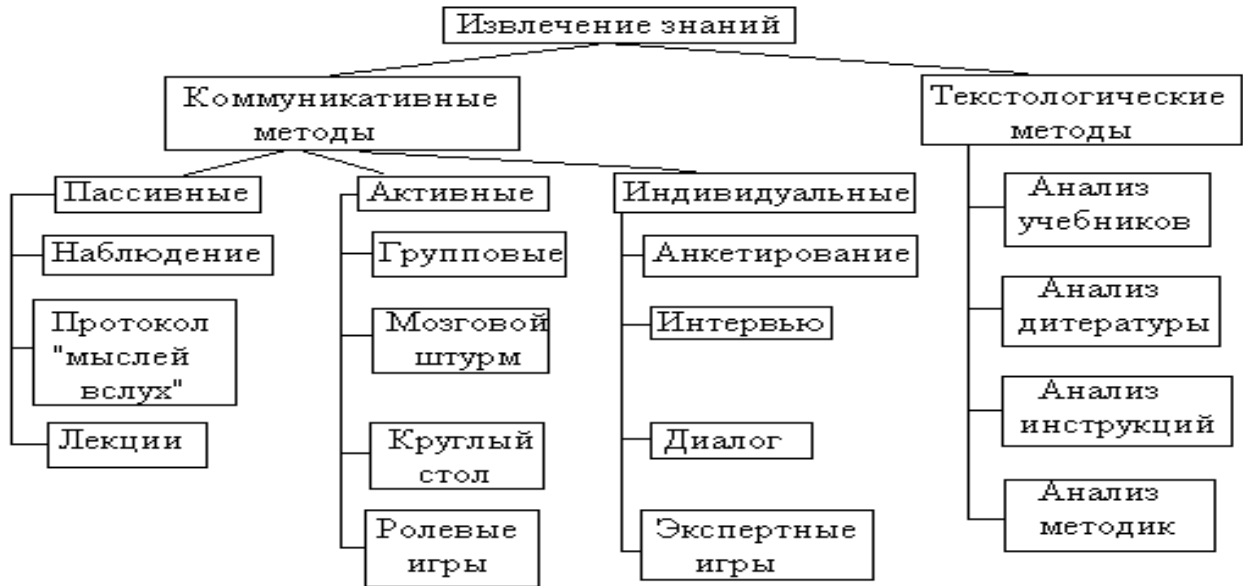 Извлечение знаний
Коммуникативные
методы
Текстологические
методы
Пассивные
Наблюдение
Протокол
"мыслей
вслух"
Лекции
Активные
Групповые
Мозговой
штурм
Круглый
стол
Ролевые
игры
Индивидуальные
Анкетирование
Интервью
Диалог
Экспертные
игры
Анализ
учебников
Анализ
дитературы
Анализ
инструкций
Анализ
методик